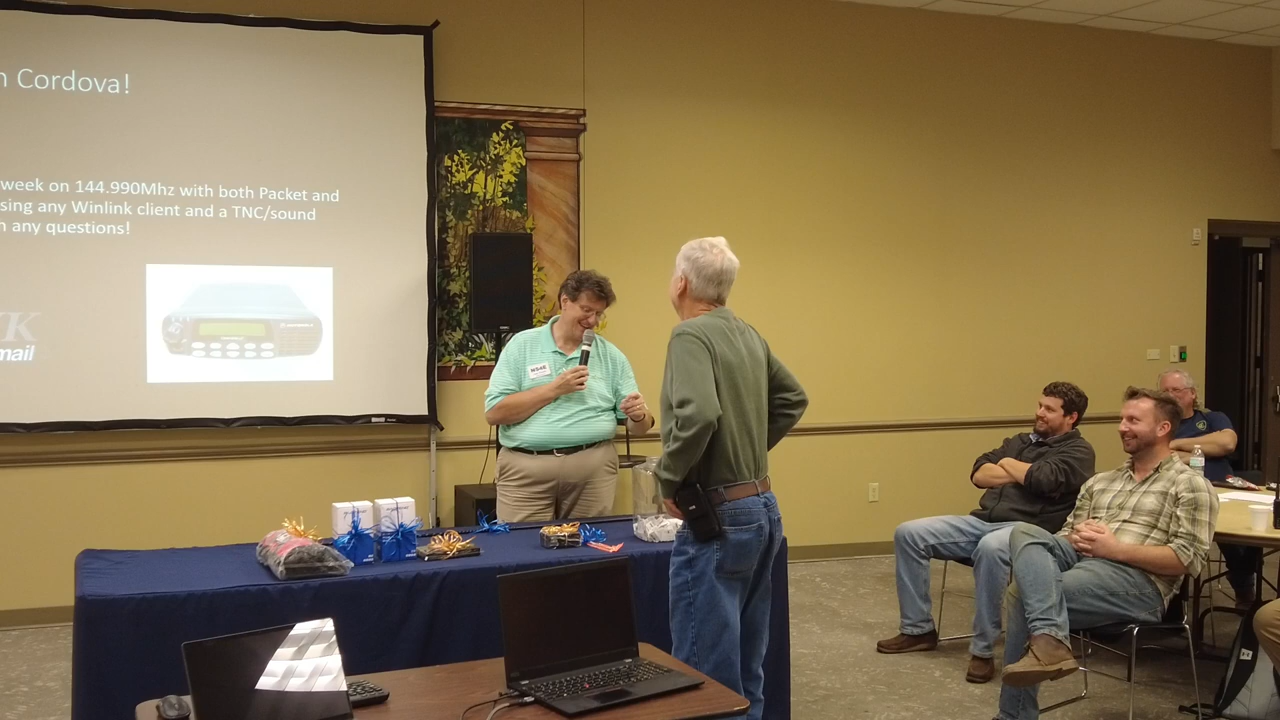 n Cordova!
week on 144.990Mhz with both Packet and
sing any Winlink client and a TNC/sound
n any questions!
K
mail